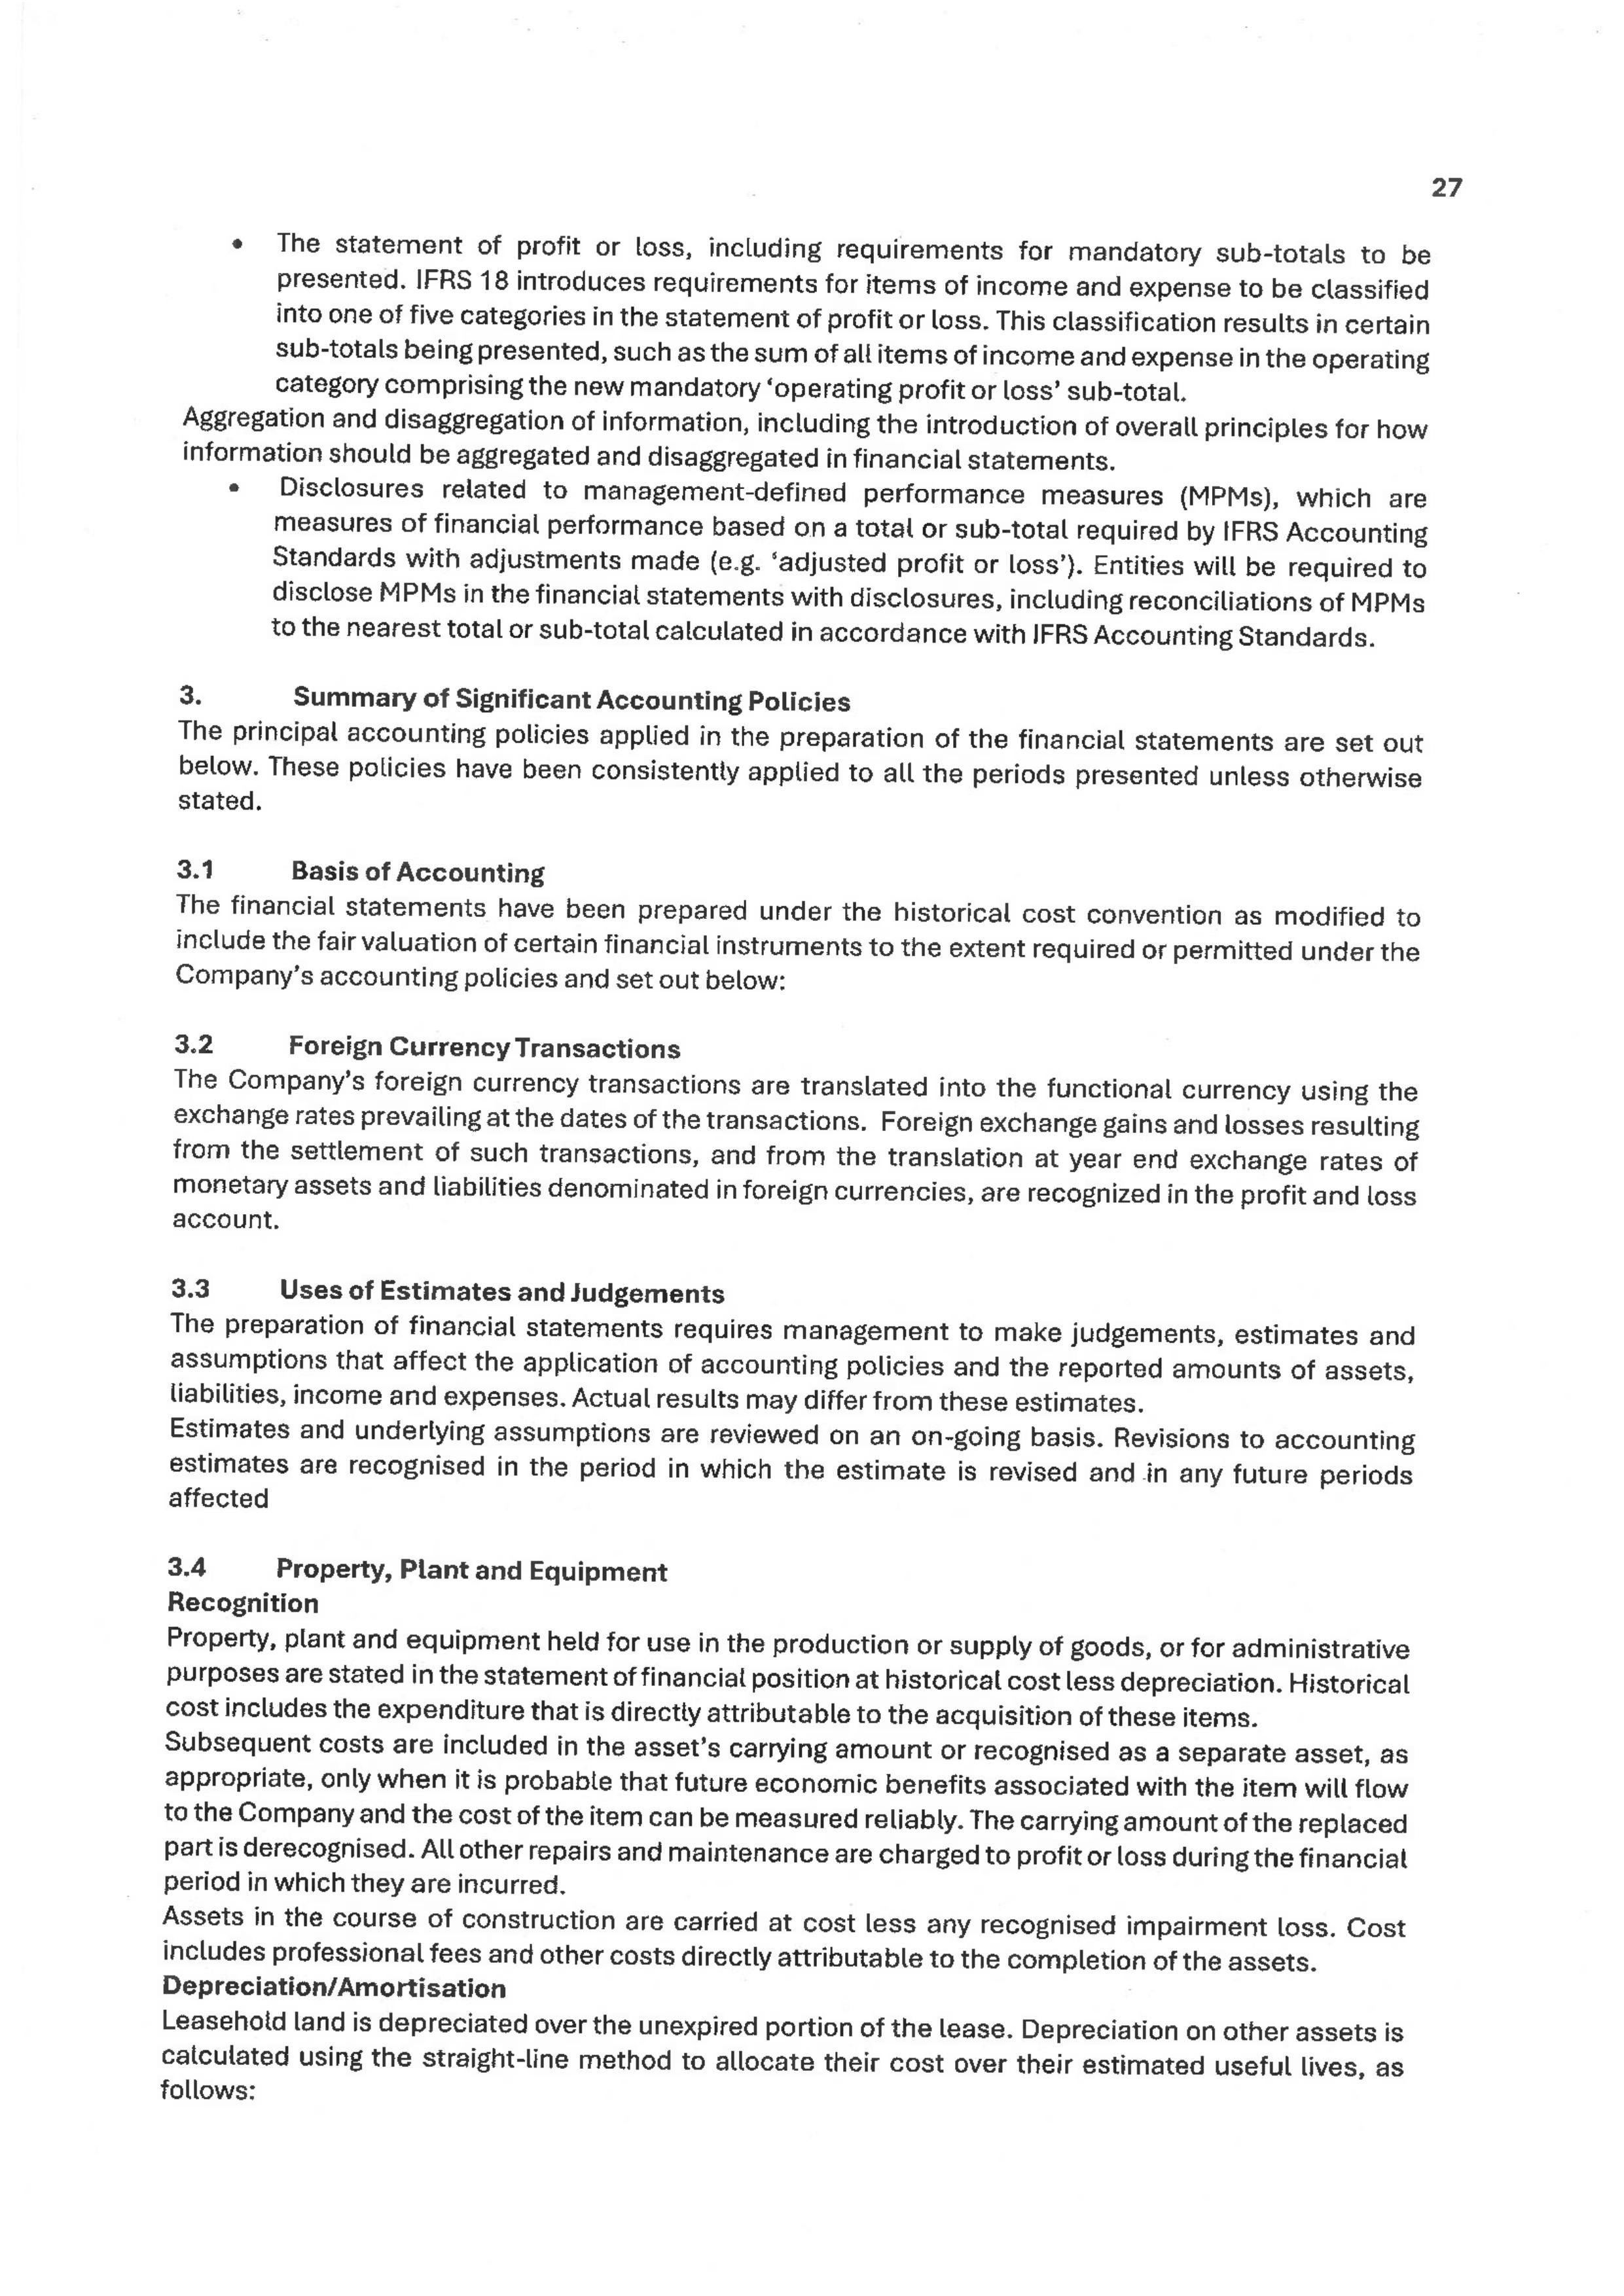 27
• The statement of profit or loss, including requirements for mandatory sub-totals to be
presented. IFRS 18 introduces requirements for items of income and expense to be classified
into one of five categories in the statement of profit or loss. This classification results in certain
sub-totals being presented, such as the sum of all items of income and expense in the operating
category comprising the new mandatory ‘operating profit or loss’ sub-total.
Aggregation and disaggregation of information, including the introduction of overall principles for how
information should be aggregated and disaggregated in financial statements.
• Disclosures related to management-defined performance measures (MPMs), which are
measures of financial performance based on a total or sub-total required by IFRS Accounting
Standards with adjustments made (e.g. ‘adjusted profit or loss’). Entities will be required to
disclose MPMs in the financial statements with disclosures, including reconciliations of MPMs
to the nearest total or sub-total calculated in accordance with IFRS Accounting Standards.
3. Summary of Significant Accounting Policies
The principal accounting policies applied in the preparation of the financial statements are set out
below. These policies have been consistently applied to all the periods presented unless otherwise
stated.
3.1 Basis of Accounting
The financial statements have been prepared under the historical cost convention as modified to
include the fair valuation of certain financial instruments to the extent required or permitted under the
Company’s accounting policies and set out below:
3.2 Foreign Currency Transactions
The Company’s foreign currency transactions are translated into the functional currency using the
exchange rates prevailing at the dates of the transactions. Foreign exchange gains and losses resulting
from the settlement of such transactions, and from the translation at year end exchange rates of
monetary assets and liabilities denominated in foreign currencies, are recognized in the profit and loss
account.
3.3 Uses of Estimates and Judgements
The preparation of financial statements requires management to make judgements, estimates and
assumptions that affect the application of accounting policies and the reported amounts of assets,
liabilities, income and expenses. Actual results may differ from these estimates.
Estimates and underlying assumptions are reviewed on an on-going basis. Revisions to accounting
estimates are recognised in the period in which the estimate is revised and in any future periods
affected
3.4 Property, Plant and Equipment
Recognition
Property, plant and equipment held for use in the production or supply of goods, or for administrative
purposes are stated in the statement of financial position at historical cost less depreciation. Historical
cost includes the expenditure that is directly attributable to the acquisition of these items.
Subsequent costs are included in the asset’s carrying amount or recognised as a separate asset, as
appropriate, only when it is probable that future economic benefits associated with the item will flow
to the Company and the cost of the item can be measured reliably. The carrying amount of the replaced
part is derecognised. All other repairs and maintenance are charged to profit or loss during the financial
period in which they are incurred.
Assets in the course of construction are carried at cost less any recognised impairment loss. Cost
includes professional fees and other costs directly attributable to the completion of the assets.
Depreciation/Amortisation
Leasehold land is depreciated over the unexpired portion of the lease. Depreciation on other assets is
calculated using the straight-line method to allocate their cost over their estimated useful lives, as
follows: